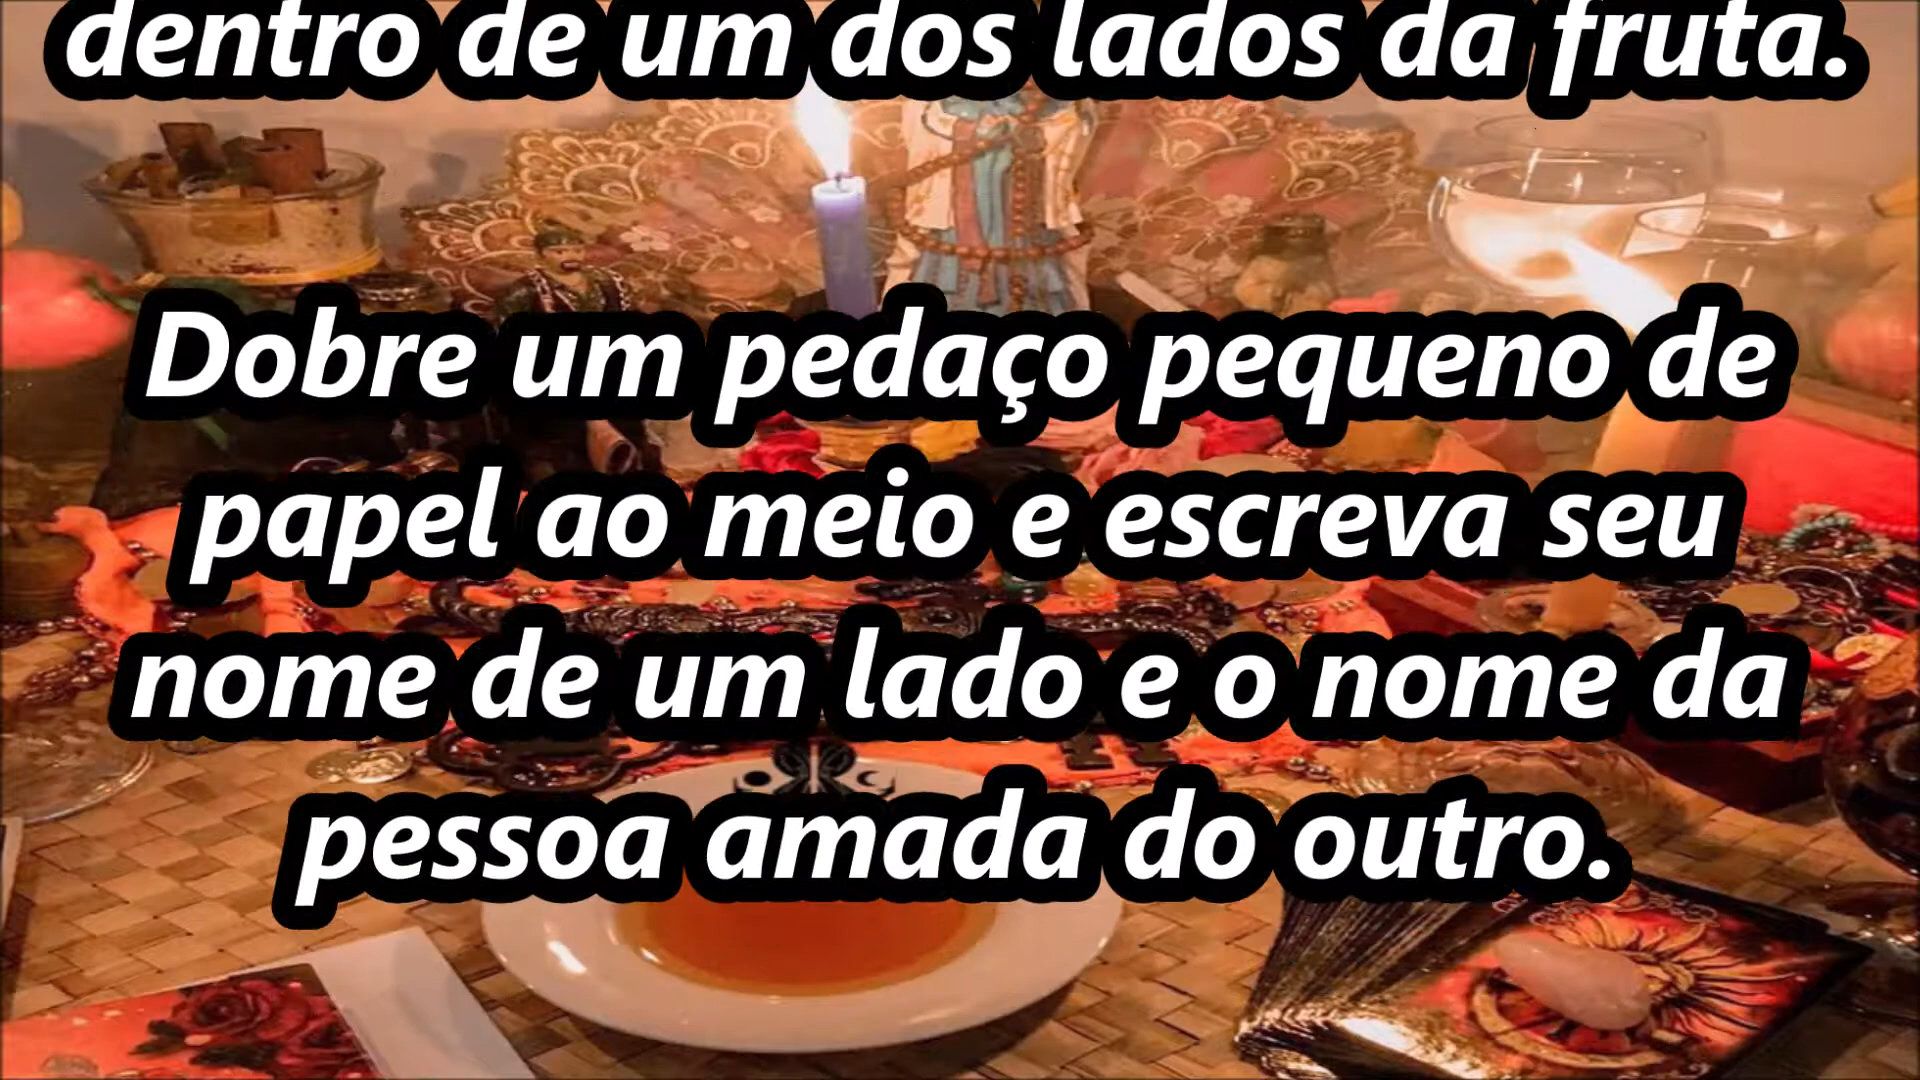 dentro de um dos lados da fruta.
Dobre um pedaço pequeno de
papel ao meio e escreva seu
nome de um lado e o nome da
pessoa amada do outro.